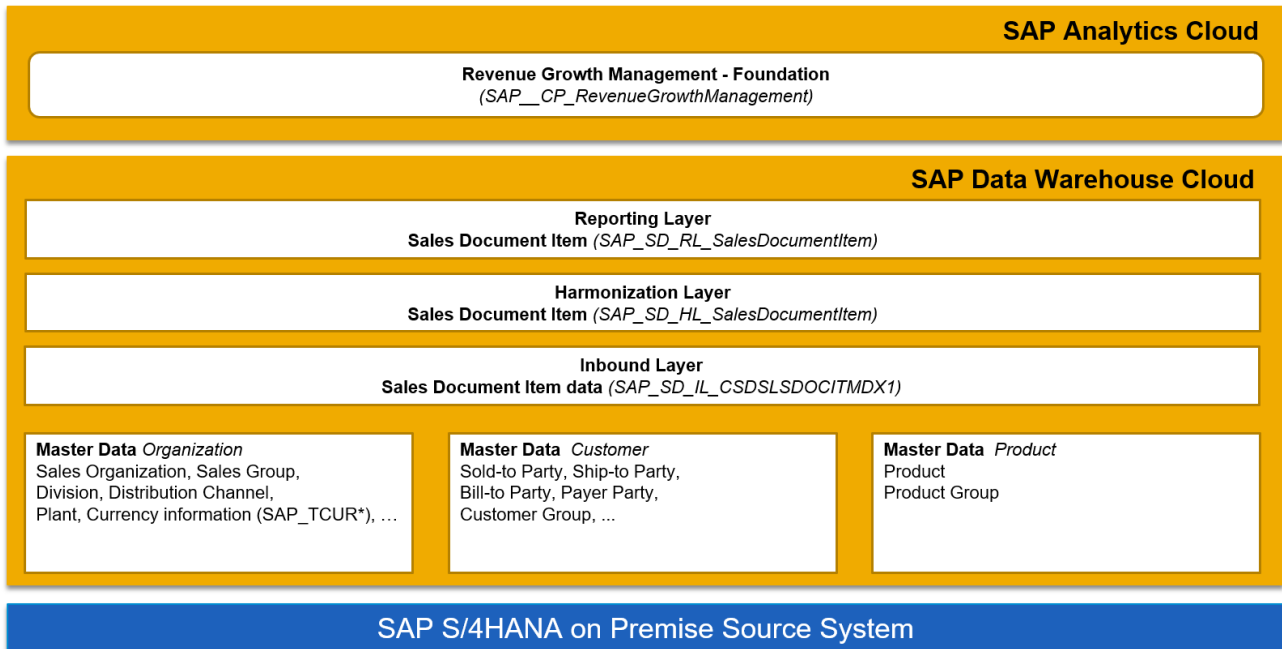 SAP Analytics Cloud
Revenue Growth Management - Foundation
(SAP__CP_RevenueGrowthManagement)
SAP Data Warehouse Cloud
Reporting Layer
Sales Document Item (SAP_SD_RL_SalesDocumentItem)
Harmonization Layer
Sales Document Item (SAP_SD_HL_SalesDocumentItem)
Inbound Layer
Sales Document Item data (SAP_SD_IL_CSDSLSDOCITMDX1)
Master Data Organization
Sales Organization, Sales Group,
Division, Distribution Channel,
Plant, Currency information (SAP_TCUR*), …
Master Data Customer
Sold-to Party, Ship-to Party,
Bill-to Party, Payer Party,
Customer Group, ...
Master Data Product
Product
Product Group
SAP S/4HANA on Premise Source System